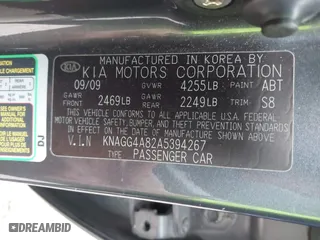 MANUFACTURED IN KOREA BY
KIA MOTORS CORPORATION
09/09 GVWR 4255LB PAINT ABT
GAWR FRONT 2469LB GAWR REAR 2249LB TRIM S8
THIS VEHICLE CONFORMS TO ALL APPLICABLE U.S.A FEDERAL
MOTOR VEHICLE SAFETY, BUMPER, AND THEFT PREVENTION
STANDARDS IN EFFECT ON THE DATE OF MANUFACTURE
SHOWN ABOVE.
V.I.N KNAGG4A82A5394267
TYPE PASSENGER CAR
KIA
DJ
DREAMBID